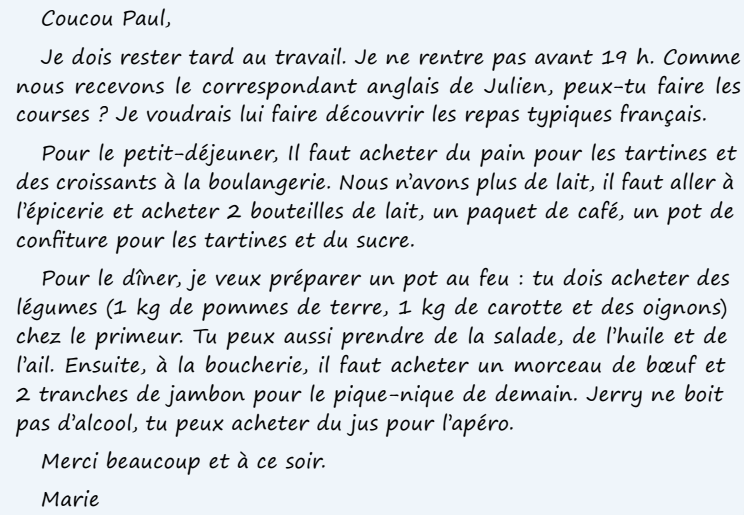 Coucou Paul,
Je dois rester tard au travail. Je ne rentre pas avant 19 h. Comme
nous recevons le correspondant anglais de Julien, peux-tu faire les
courses ? Je voudrais lui faire découvrir les repas typiques français.
Pour le petit-déjeuner, Il faut acheter du pain pour les tartines et
des croissants à la boulangerie. Nous n'avons plus de lait, il faut aller à
l'épicerie et acheter 2 bouteilles de lait, un paquet de café, un pot de
confiture pour les tartines et du sucre.
Pour le dîner, je veux préparer un pot au feu : tu dois acheter des
légumes (1 kg de pommes de terre, 1 kg de carotte et des oignons)
chez le primeur. Tu peux aussi prendre de la salade, de l'huile et de
l'ail. Ensuite, à la boucherie, il faut acheter un morceau de bœuf et
2 tranches de jambon pour le pique-nique de demain. Jerry ne boit
pas d'alcool, tu peux acheter du jus pour l'apéro.
Merci beaucoup et à ce soir.
Marie